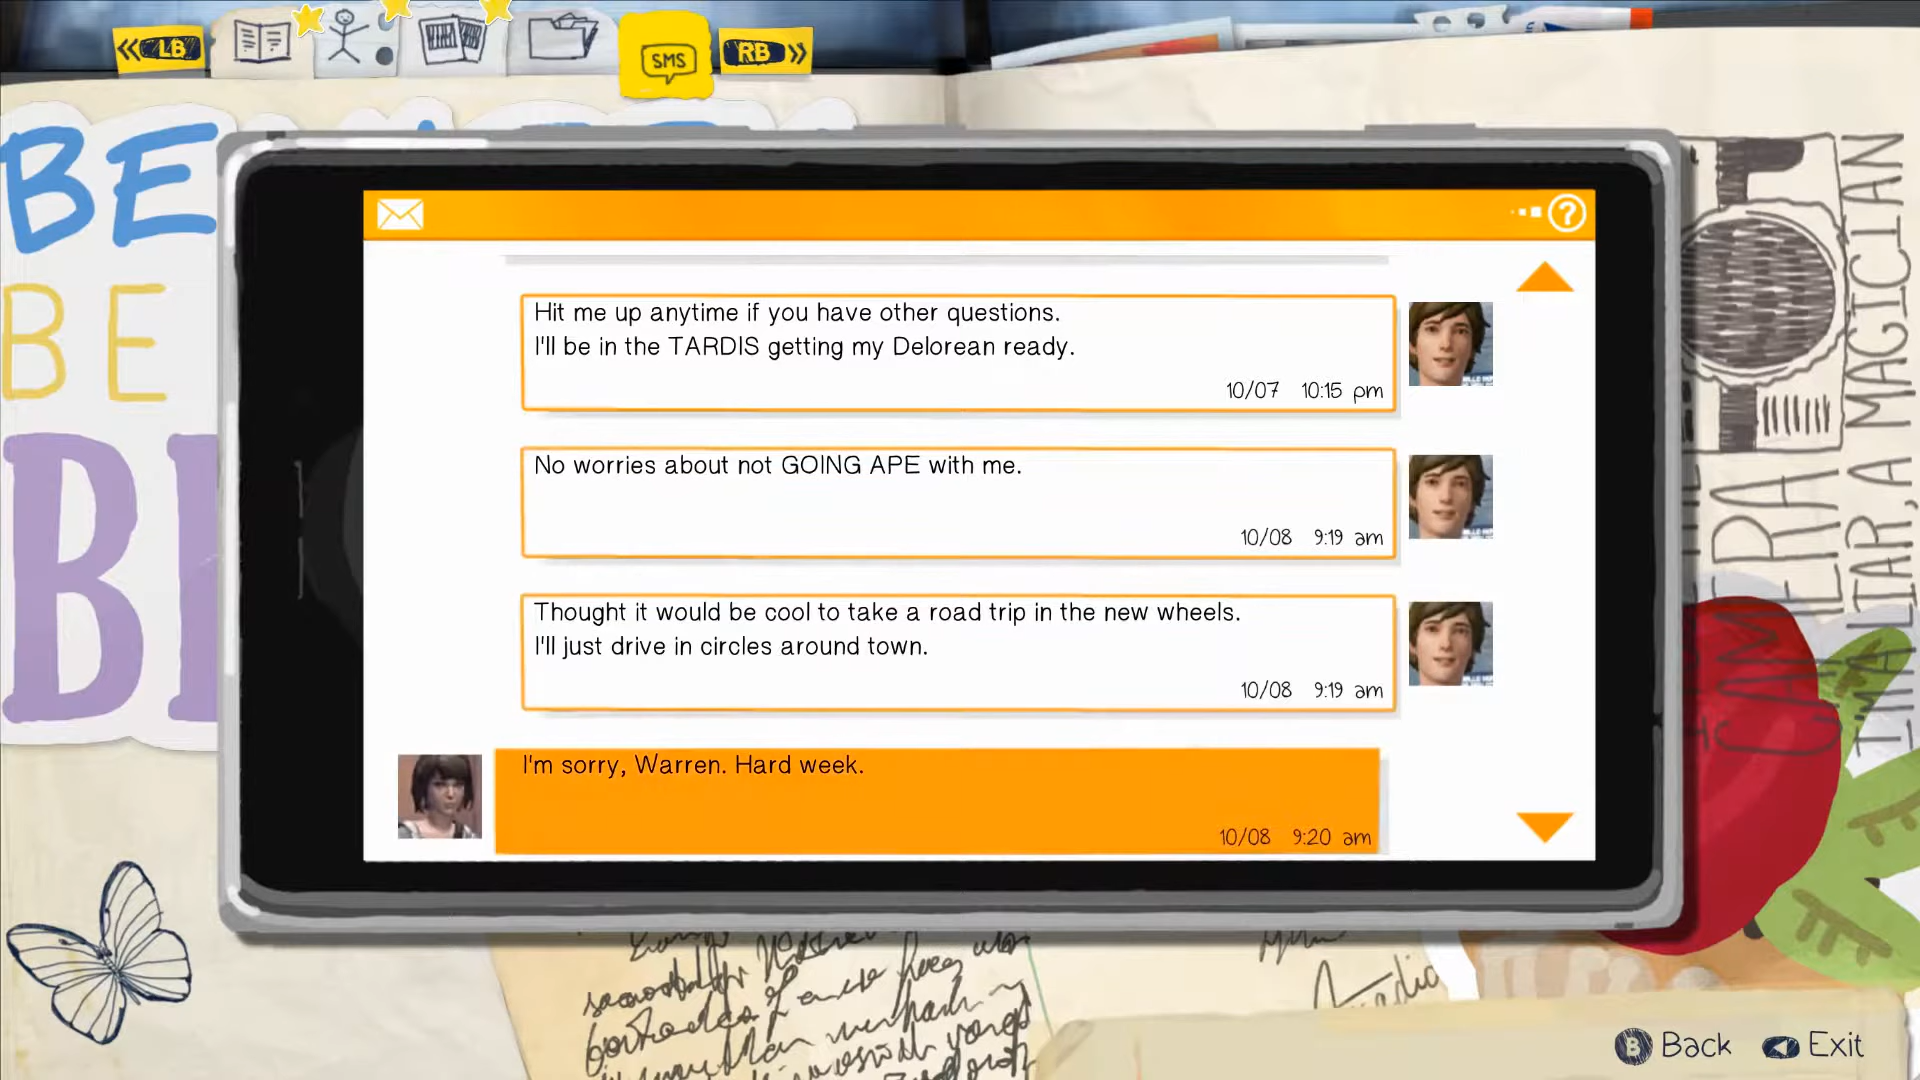 LB
SMS
RB
BE
BE
Hit me up anytime if you have other questions.
I'll be in the TARDIS getting my Delorean ready.
10/07 10:15 pm
No worries about not GOING APE with me.
10/08 9:19 am
Thought it would be cool to take a road trip in the new wheels.
I'll just drive in circles around town.
10/08 9:19 am
I'm sorry, Warren. Hard week.
10/08 9:20 am
CAMERA
LIAR, A MAGICIAN
B Back
Exit